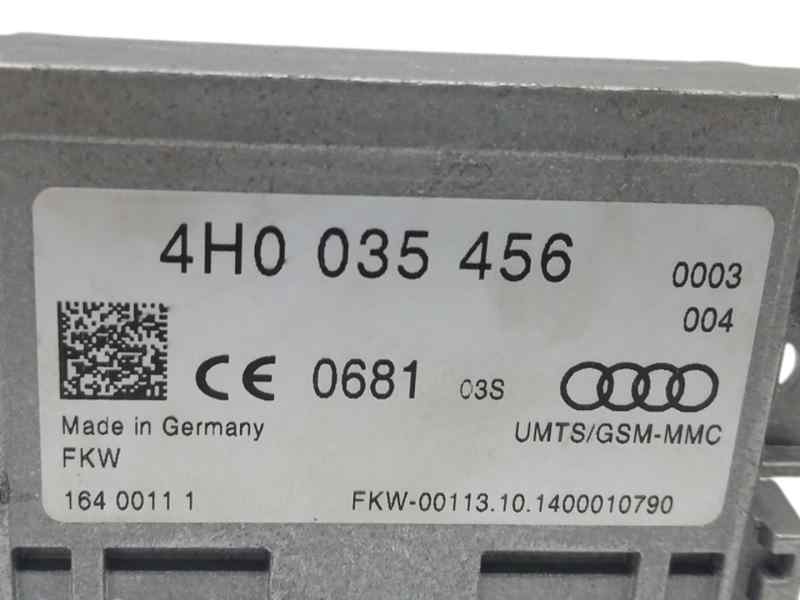 4H0 035 456
0003
004
CE 0681 03S
Made in Germany
UMTS/GSM-MMC
FKW
164 0011 1
FKW-00113.10.1400010790